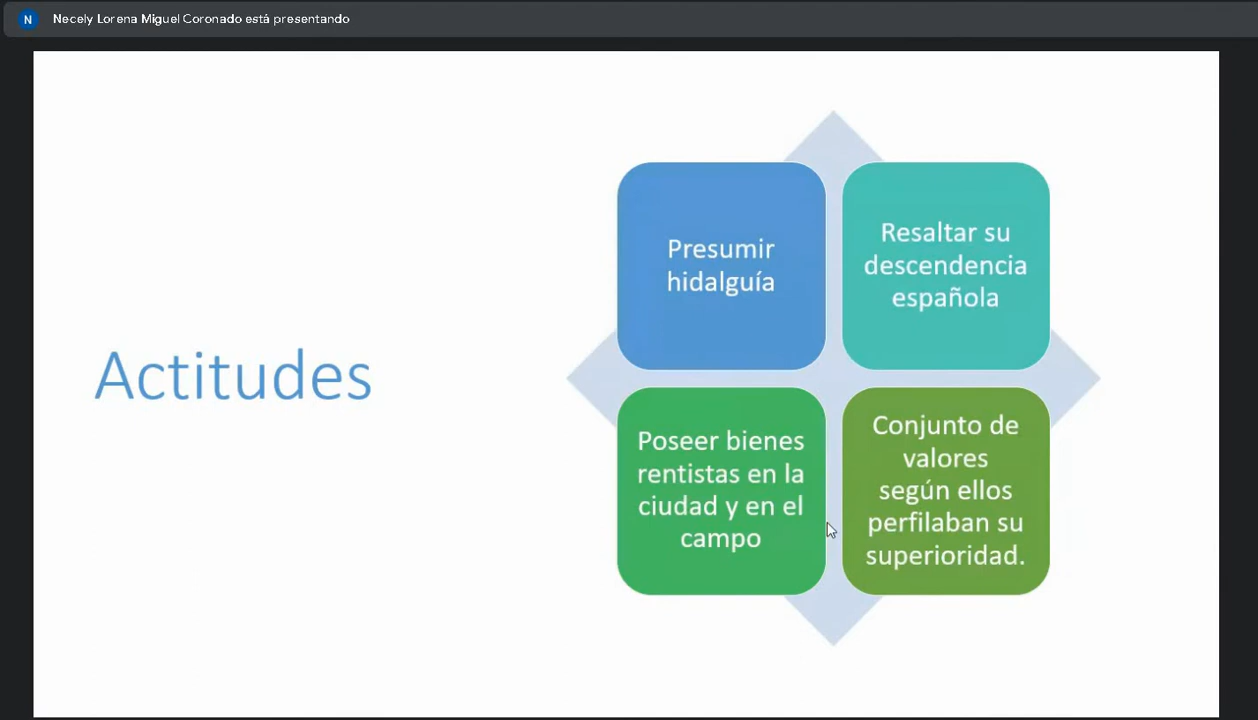 N
Necely Lorena Miguel Coronado está presentando
Actitudes
Presumir
hidalguía
Resaltar su
descendencia
española
Poseer bienes
rentistas en la
ciudad y en el
campo
Conjunto de
valores
según ellos
perfilaban su
superioridad.